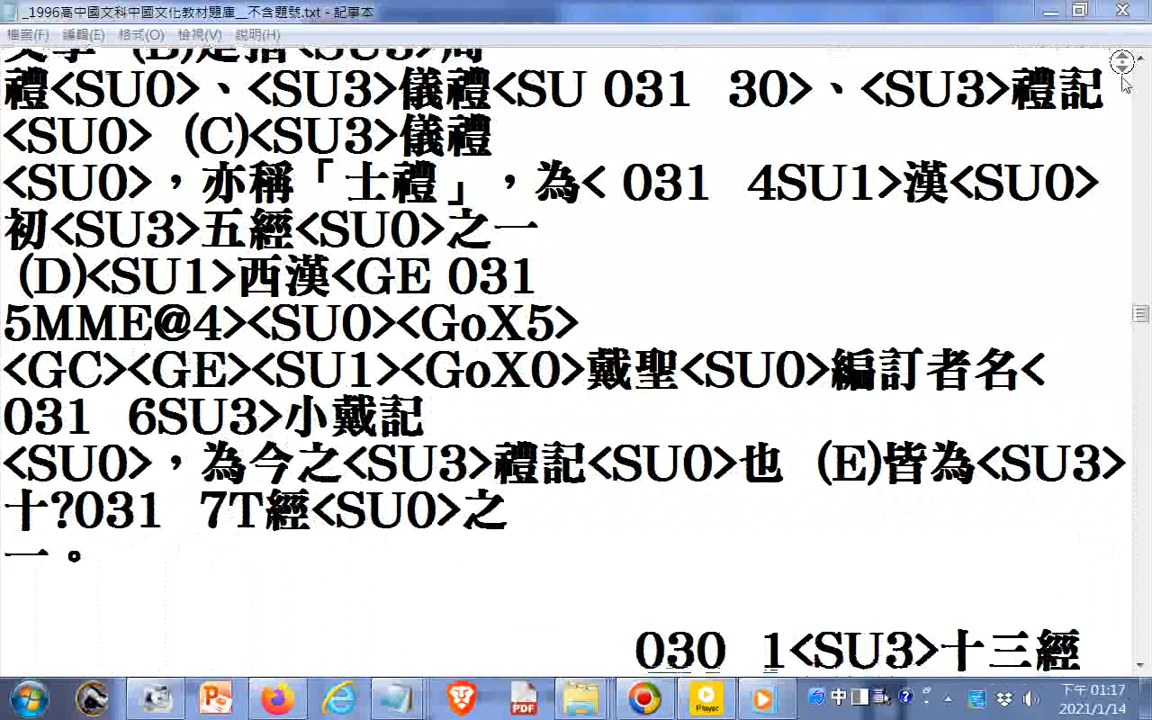 _1996高中國文科中國文化教材題庫__不含題號.txt - 記事本
檔案(F) 編輯(E) 格式(O) 檢視(V) 說明(H)
禮<SU0>、<SU3>儀禮<SU 031 30>、<SU3>禮記
<SU0> (C)<SU3>儀禮
<SU0>，亦稱「士禮」，為< 031 4SU1>漢<SU0>
初<SU3>五經<SU0>之一
(D)<SU1>西漢<GE 031
5MME@4><SU0><GoX5>
<GC><GE><SU1><GoX0>戴聖<SU0>編訂者名<
031 6SU3>小戴記
<SU0>，為今之<SU3>禮記<SU0>也 (E)皆為<SU3>
十?031 7T經<SU0>之
一。
030 1<SU3>十三經
PDF
Player
中
下午 01:17
2021/1/14